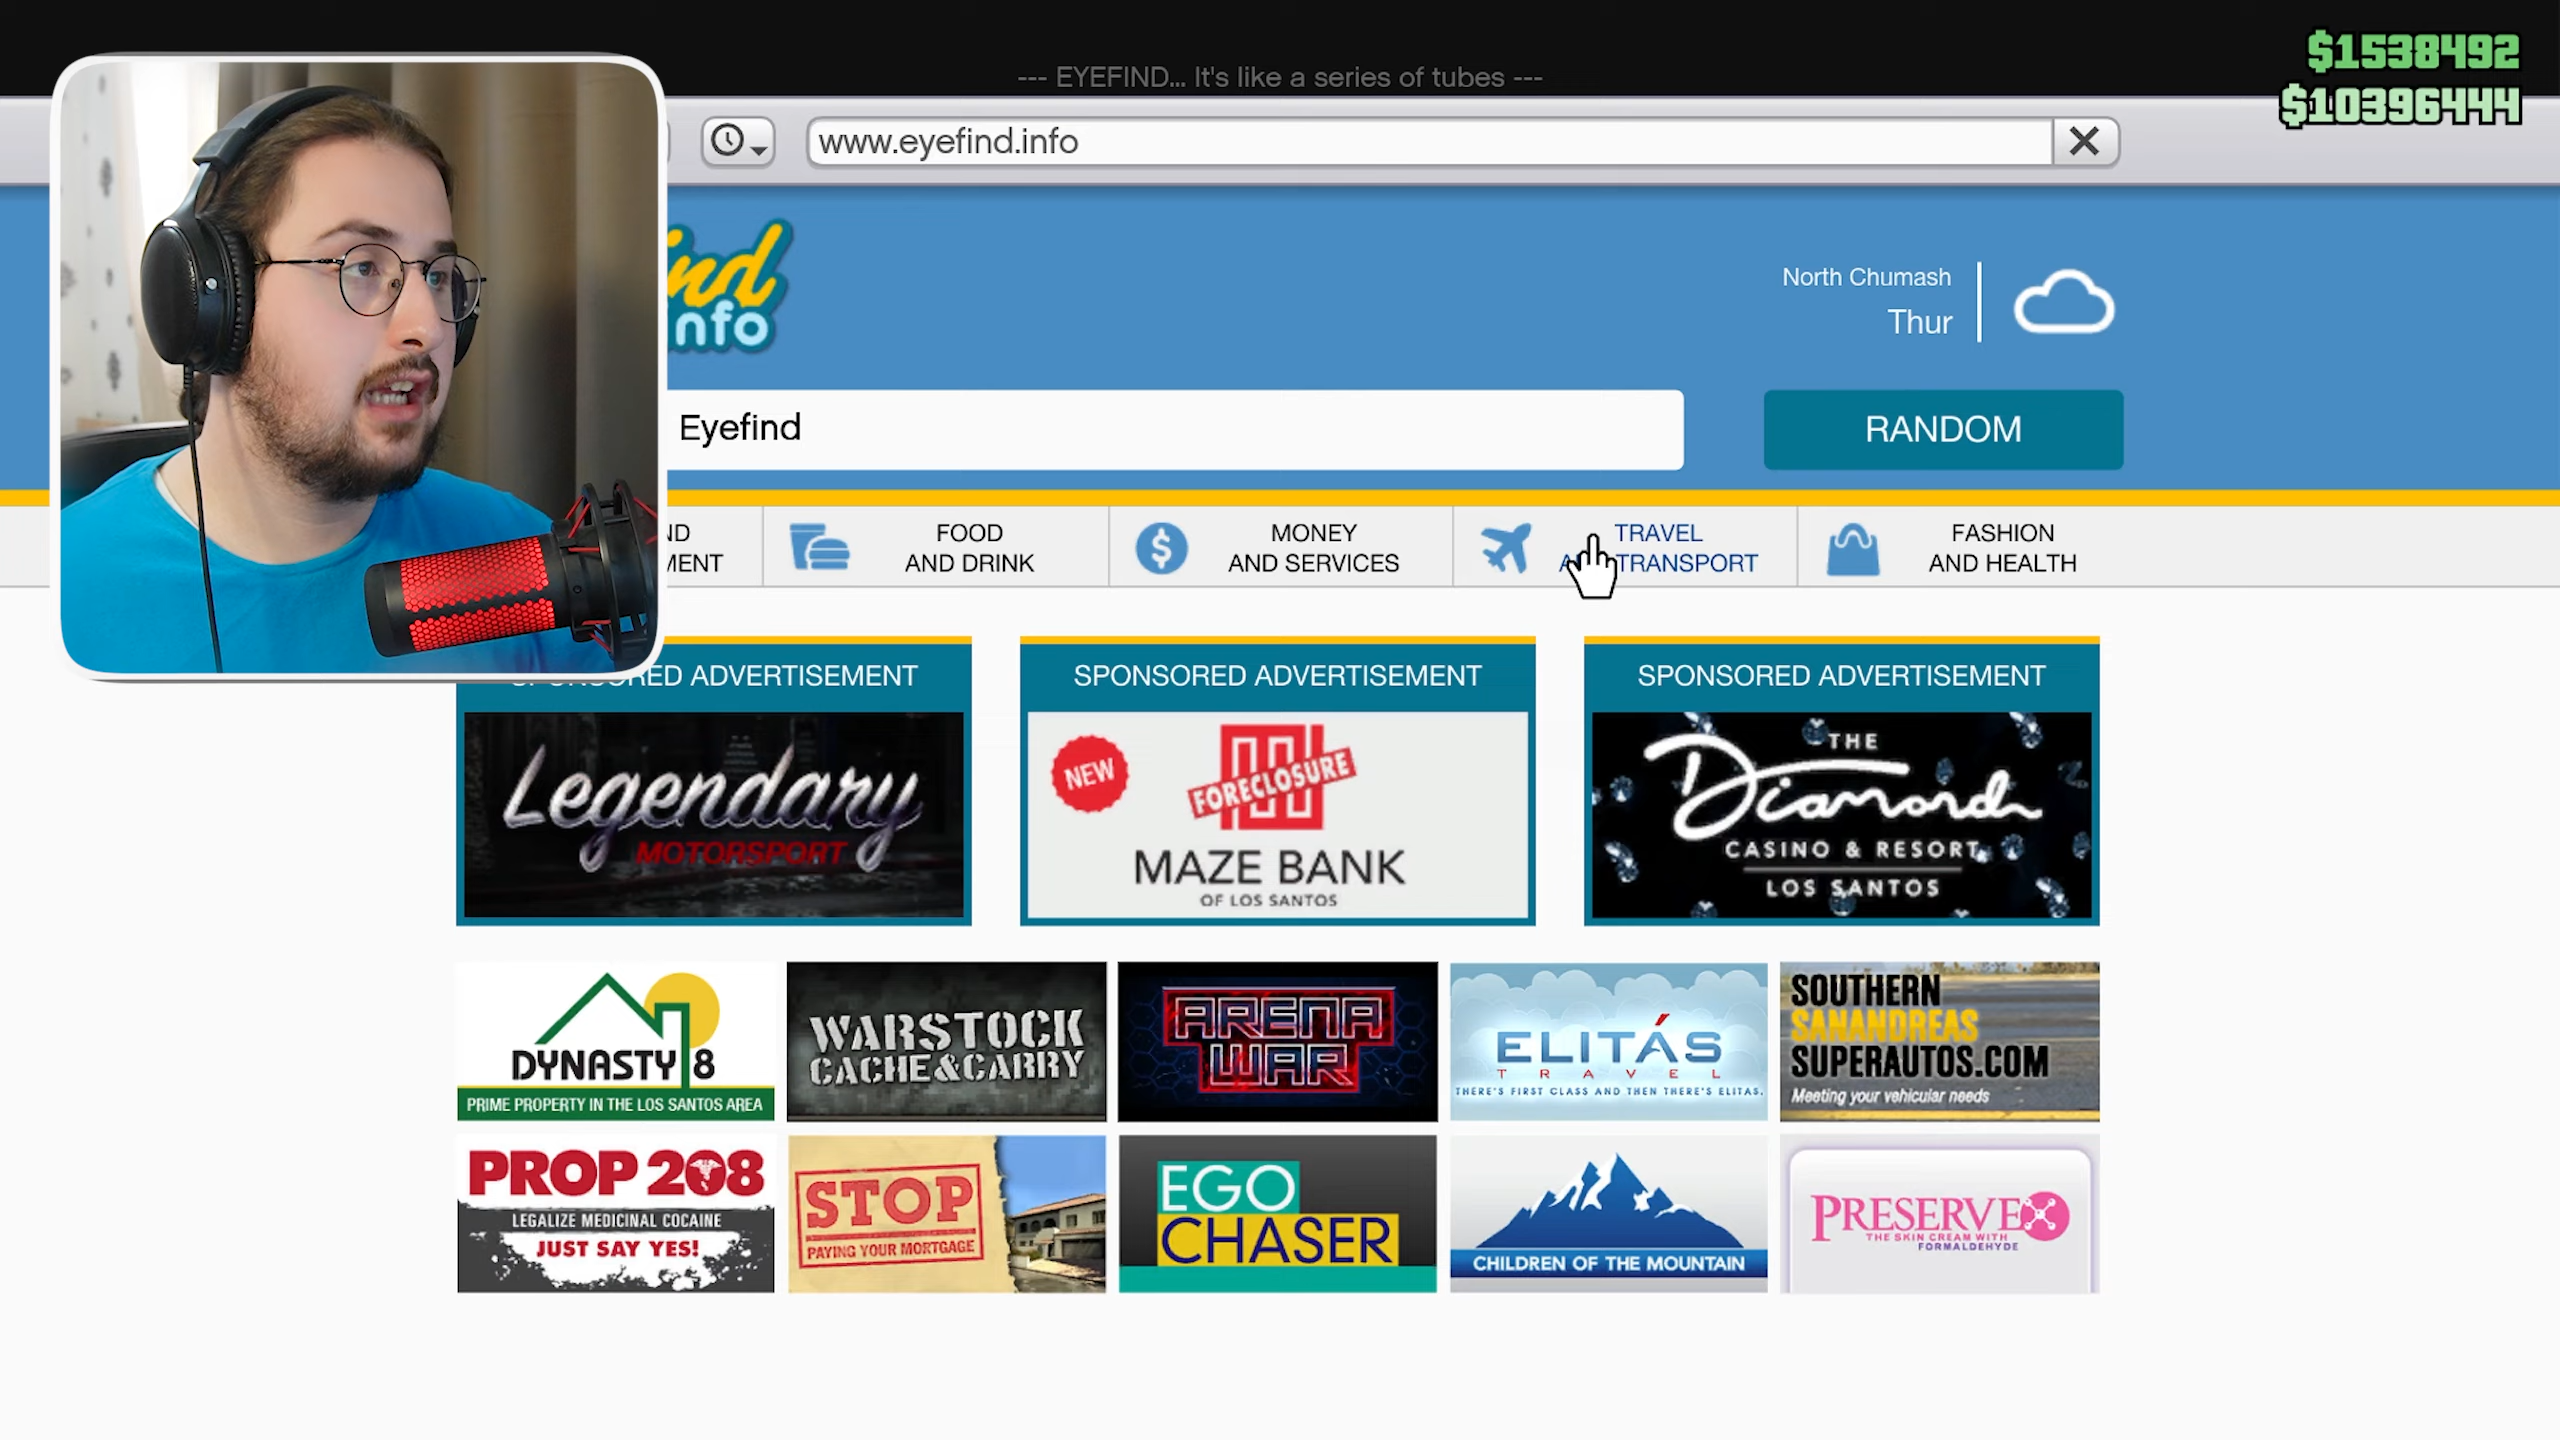 $1538492
$10396444
--- EYEFIND... It's like a series of tubes ---
www.eyefind.info
North Chumash
Thur
Eyefind
RANDOM
FOOD
AND DRINK
MONEY
AND SERVICES
TRAVEL
TRANSPORT
FASHION
AND HEALTH
ADVERTISEMENT
Legendary
MOTORSPORT
SPONSORED ADVERTISEMENT
NEW
FORECLOSURE
MAZE BANK
OF LOS SANTOS
SPONSORED ADVERTISEMENT
THE
Diamond
CASINO & RESORT
LOS SANTOS
DYNASTY 8
PRIME PROPERTY IN THE LOS SANTOS AREA
WARSTOCK
CACHE&CARRY
ARENA
WAR
ELITÁS
TRAVEL
THERE'S FIRST CLASS AND THEN THERE'S ELITAS.
SOUTHERN
SANANDREAS
SUPERAUTOS.COM
Meeting your vehicular needs
PROP 208
LEGALIZE MEDICINAL COCAINE
JUST SAY YES!
STOP
PAYING YOUR MORTGAGE
EGO
CHASER
CHILDREN OF THE MOUNTAIN
PRESERVEX
THE SKIN CREAM WITH
FORMALDEHYDE